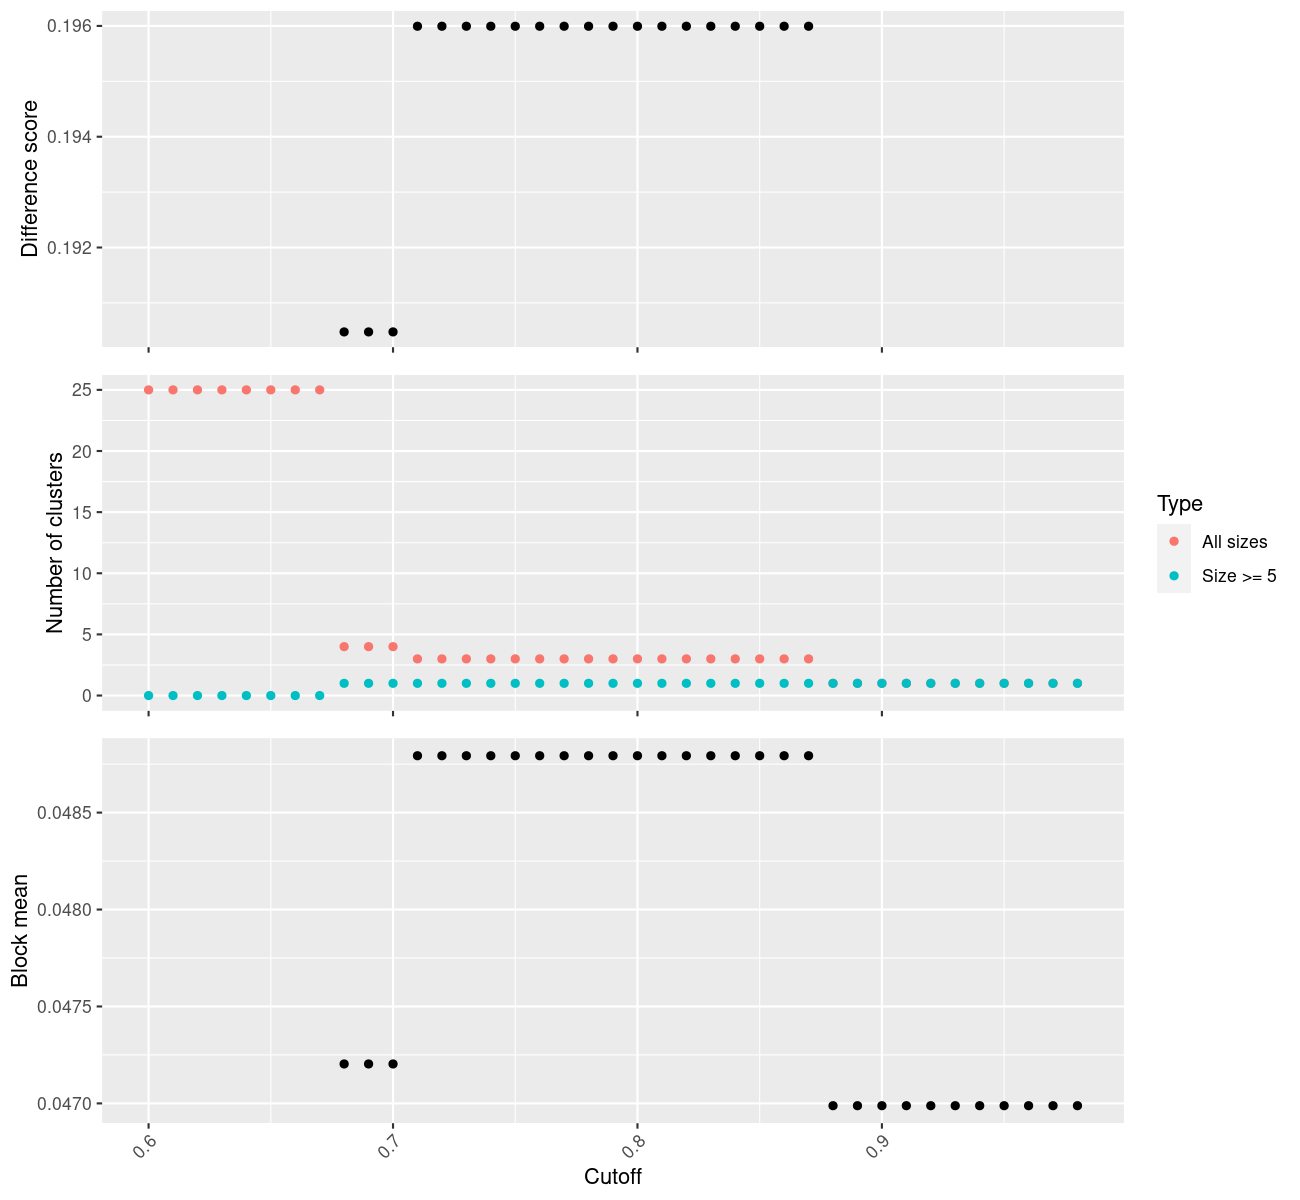 0.196
0.194
0.192
Difference score
25
20
15
10
5
0
Number of clusters
Type
All sizes
Size >= 5
0.0485
0.0480
0.0475
0.0470
Block mean
0.6
0.7
0.8
0.9
Cutoff